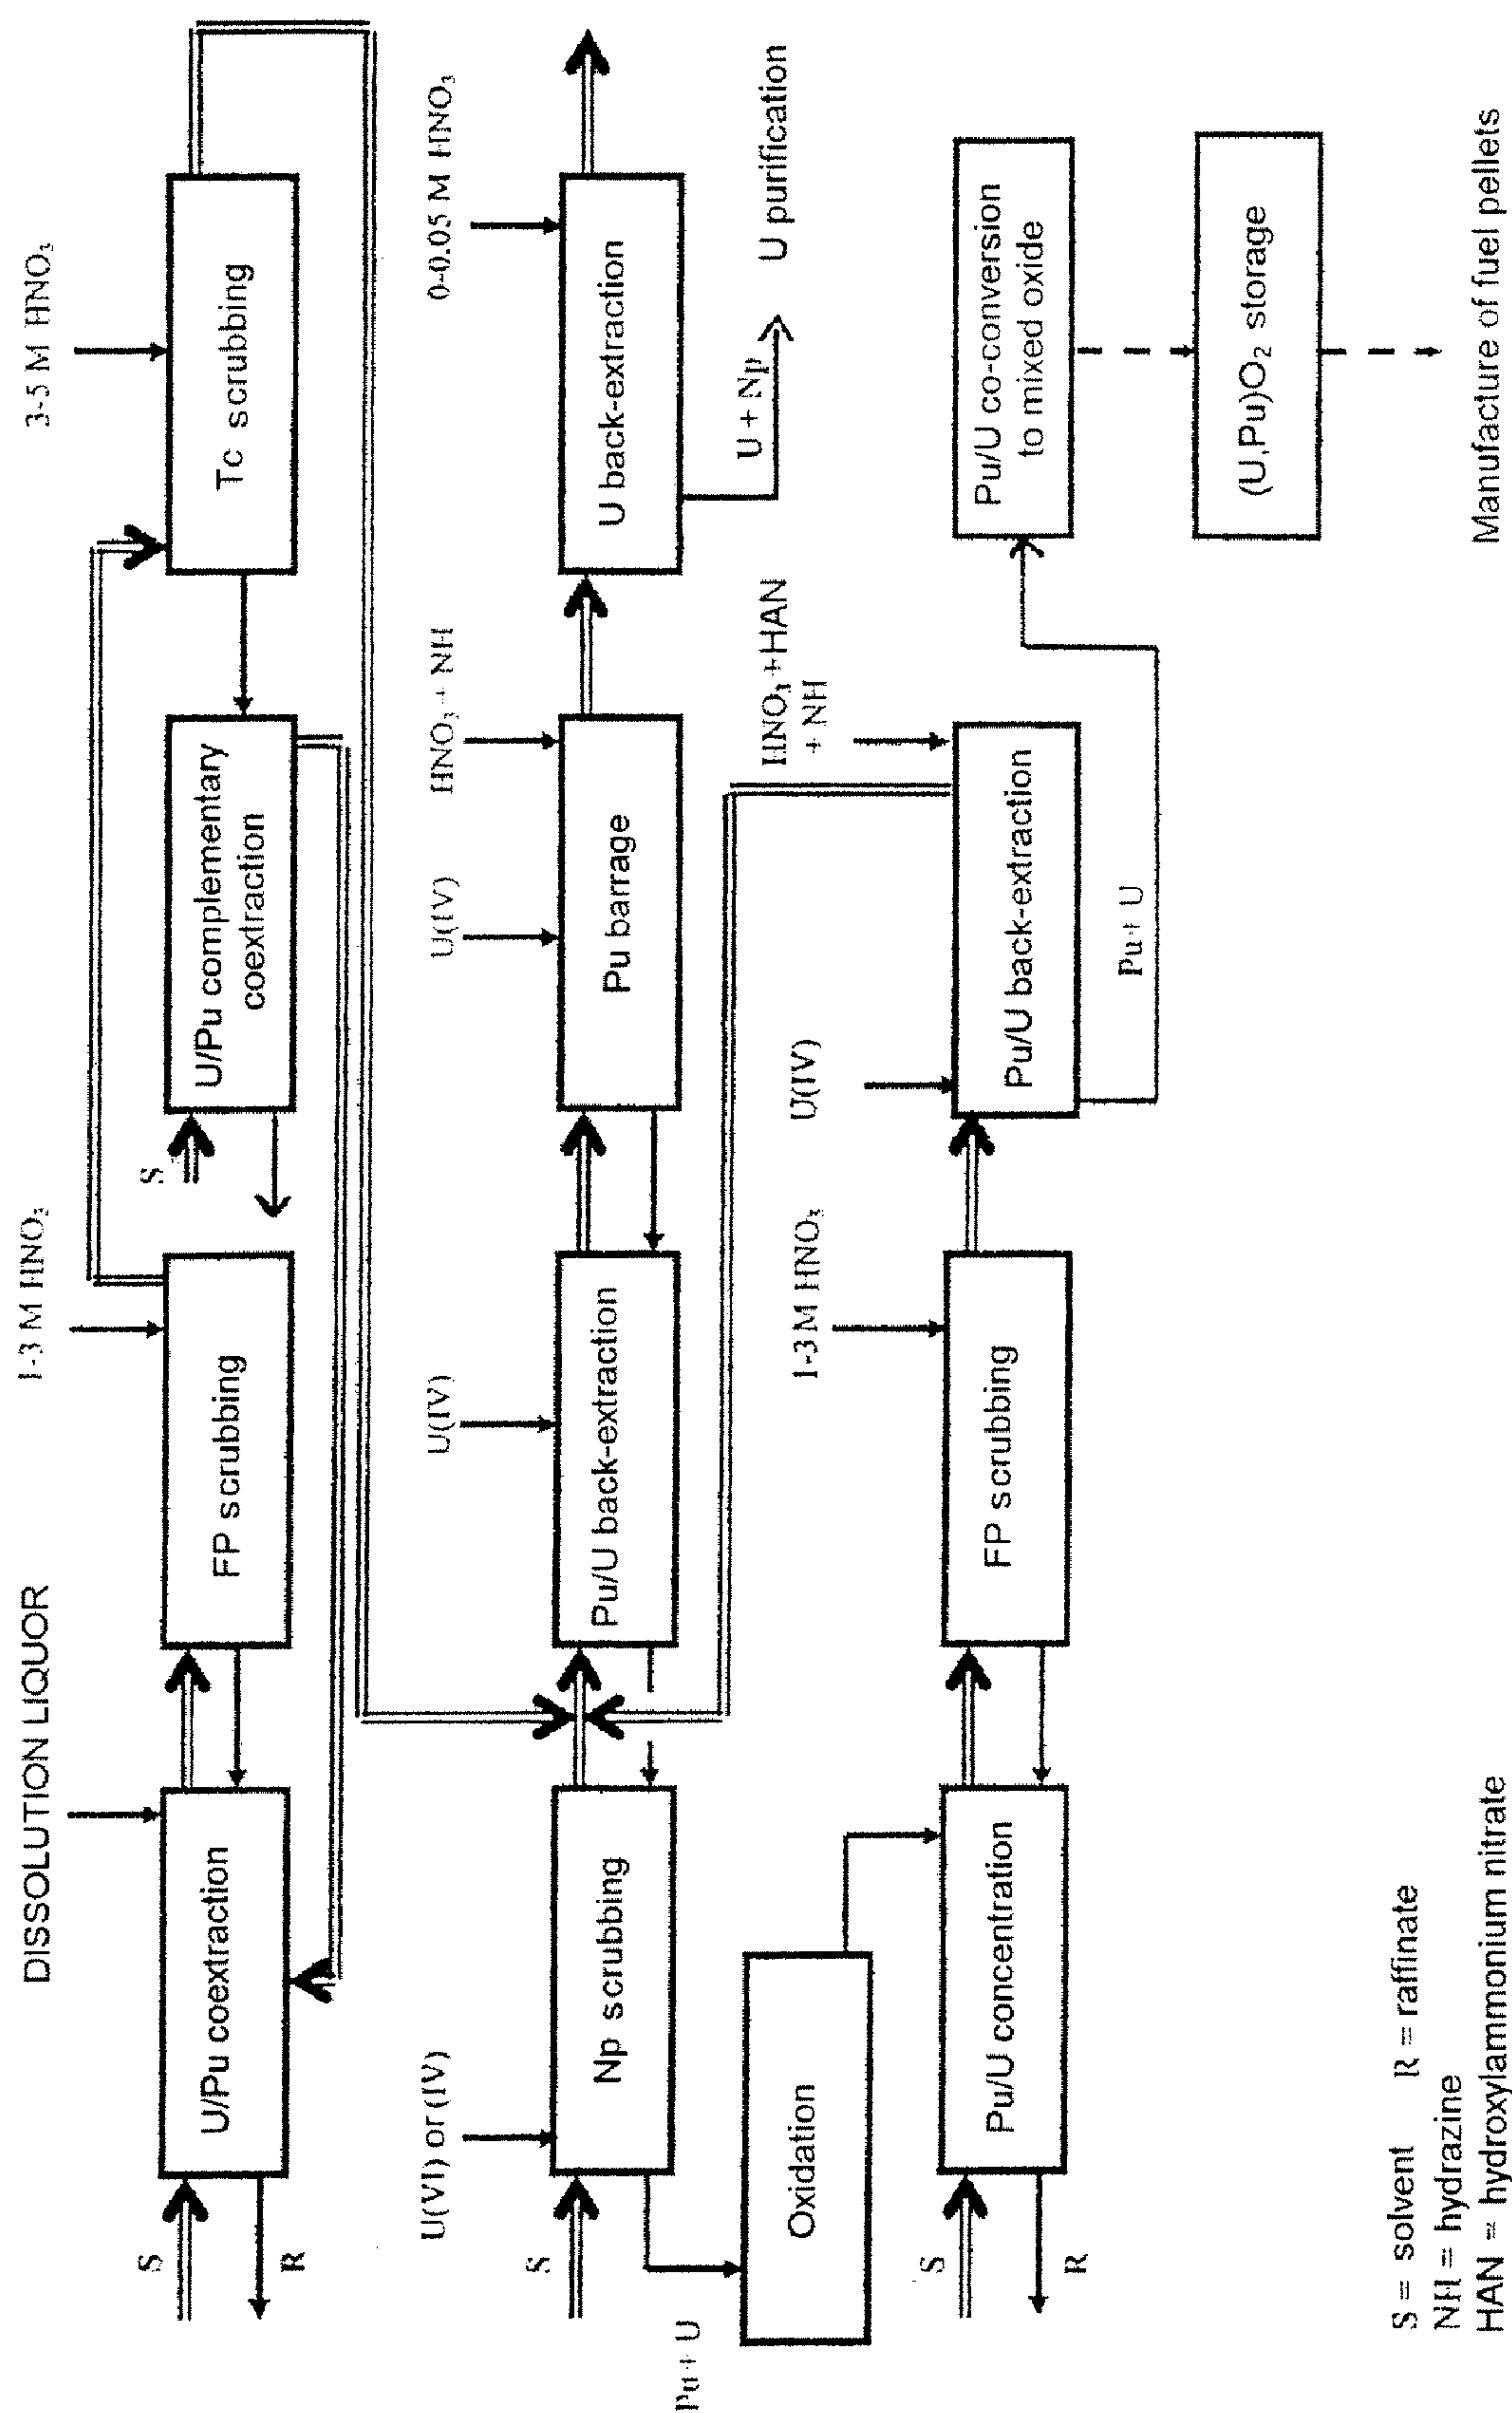 DISSOLUTION LIQUOR
1-3 M HNO₃
3-5 M HNO₃
S
R
U/Pu coextraction
FP scrubbing
S
U/Pu complementary
coextraction
Tc scrubbing
U(VI) or (IV)
U(IV)
U(IV)
HNO₃ + NH
0-0.05 M HNO₃
S
Np scrubbing
Pu/U back-extraction
Pu barrage
U back-extraction
U + Np
U purification
Pu + U
Oxidation
1-3 M HNO₃
U(IV)
HNO₃+HAN
+ NH
S
R
Pu/U concentration
FP scrubbing
Pu/U back-extraction
Pu + U
Pu/U co-conversion
to mixed oxide
(U,Pu)O₂ storage
Manufacture of fuel pellets
S = solvent R = raffinate
NH = hydrazine
HAN = hydroxylammonium nitrate